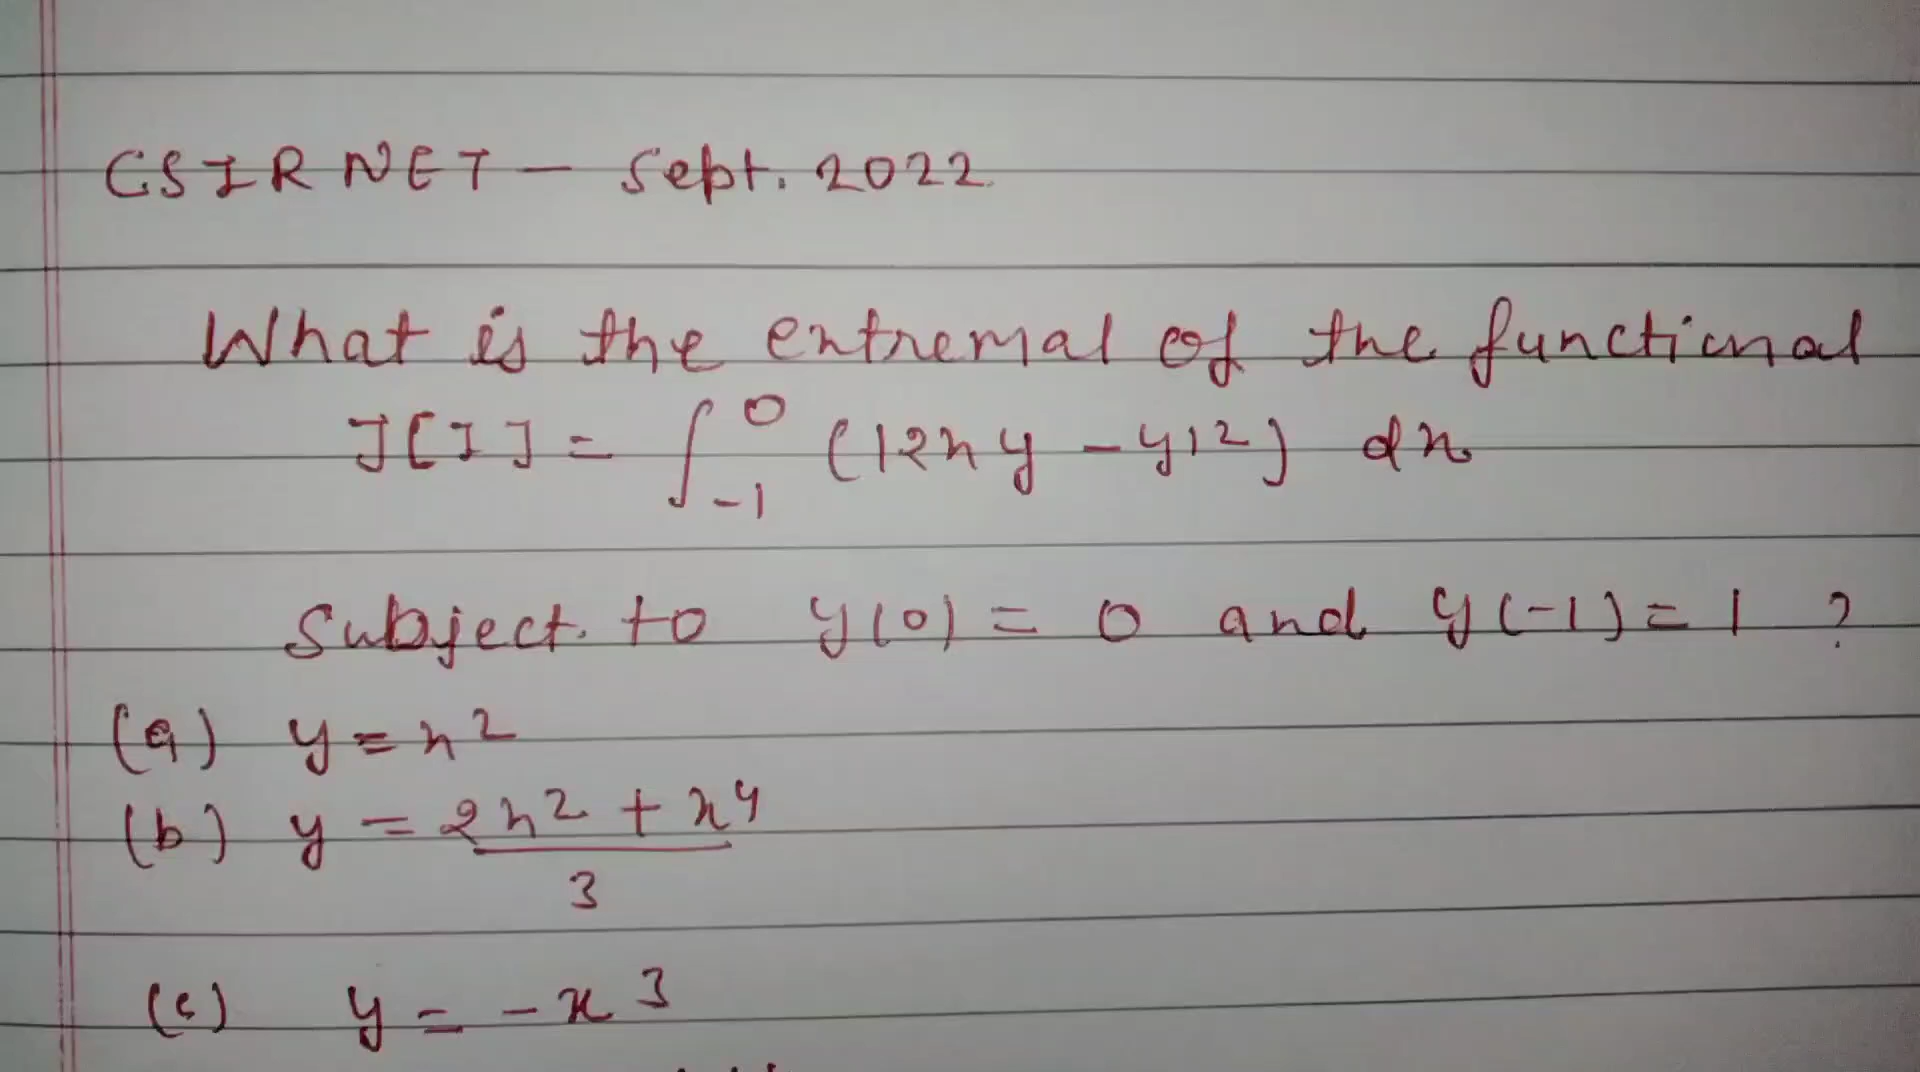 CSIR NET - Sept. 2022
What is the extremal of the functional
J[I] = ∫₋₁⁰ (12xy - y'²) dx
Subject. to y(0) = 0 and y(-1) = 1 ?
(a) y = x²
(b) y = 2x² + x⁴
3
(c) y = - x³